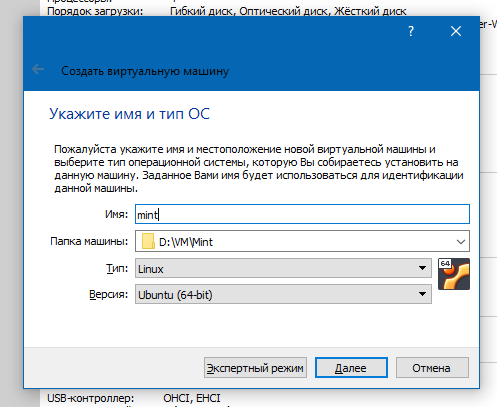 Порядок загрузки: Гибкий диск, Оптический диск, Жёсткий диск
?
Создать виртуальную машину
Укажите имя и тип ОС
Пожалуйста укажите имя и местоположение новой виртуальной машины и
выберите тип операционной системы, которую Вы собираетесь установить на
данную машину. Заданное Вами имя будет использоваться для идентификации
данной машины.
Имя: mint
Папка машины: D:\VM\Mint
Тип: Linux
64
Версия: Ubuntu (64-bit)
Экспертный режим Далее Отмена
USB-контроллер: OHCI, EHCI